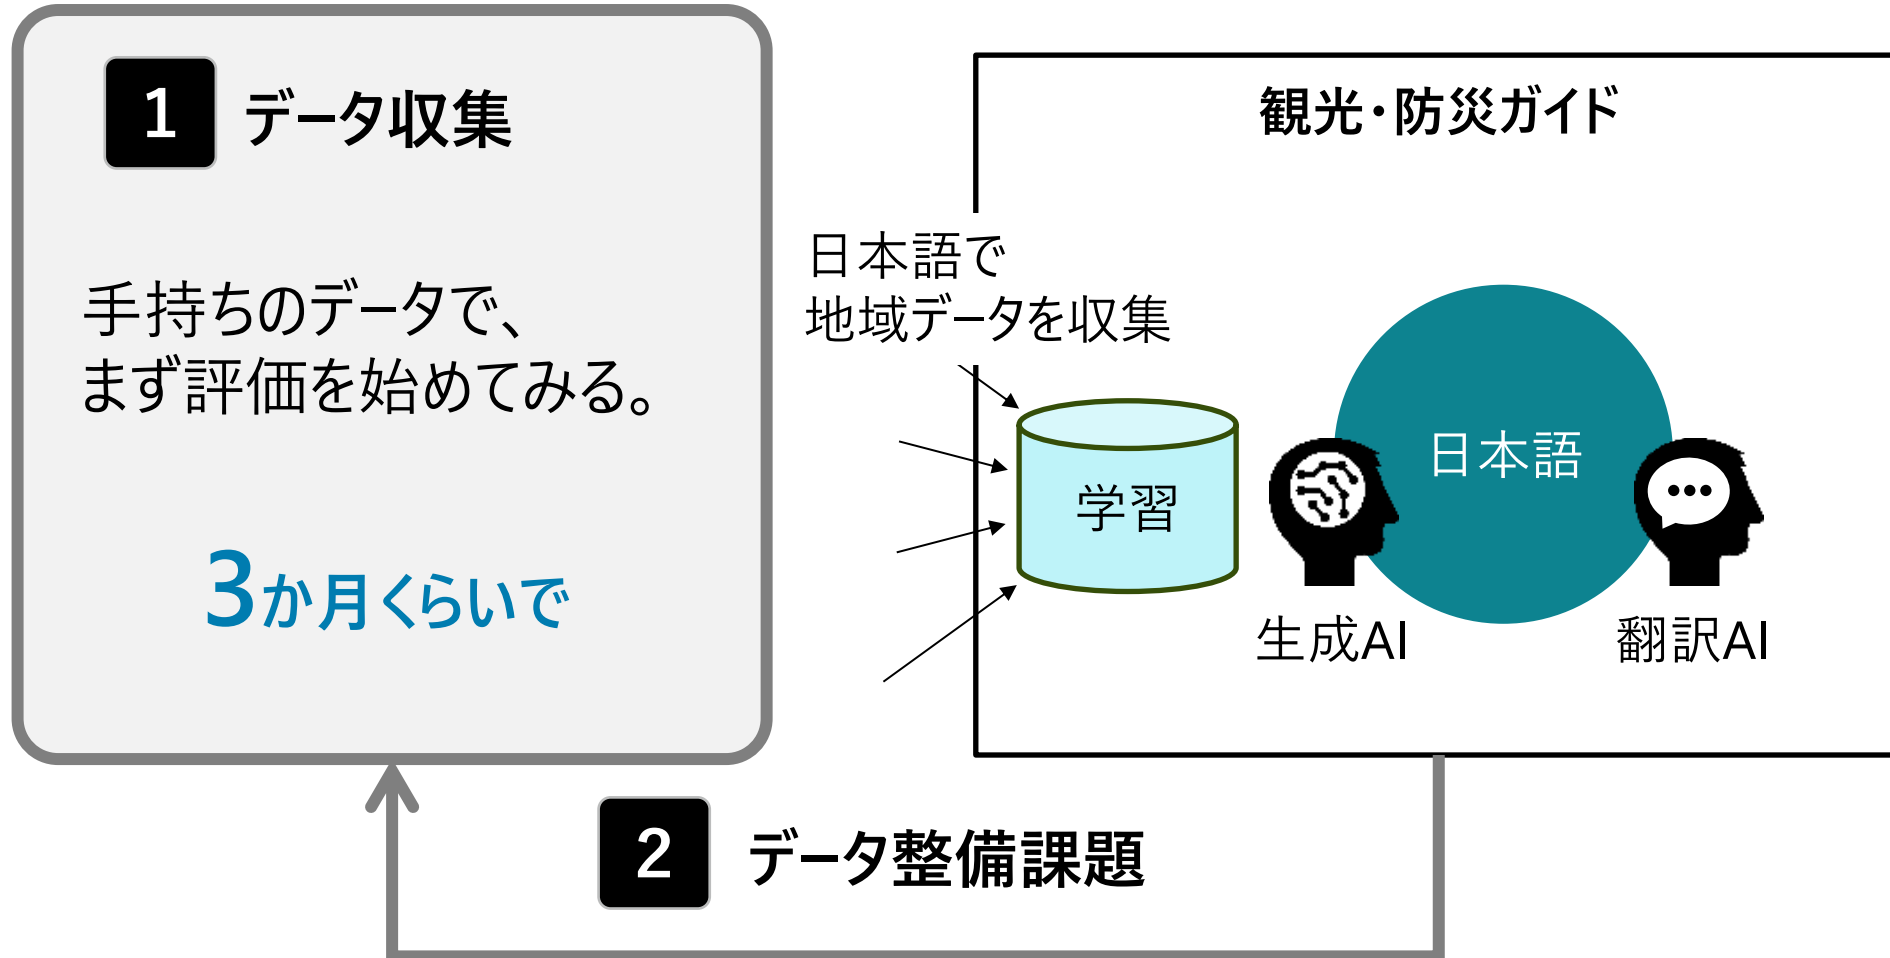 1 データ収集
手持ちのデータで、
まず評価を始めてみる。
3か月くらいで
観光・防災ガイド
日本語で
地域データを収集
学習
日本語
生成AI
翻訳AI
2 データ整備課題